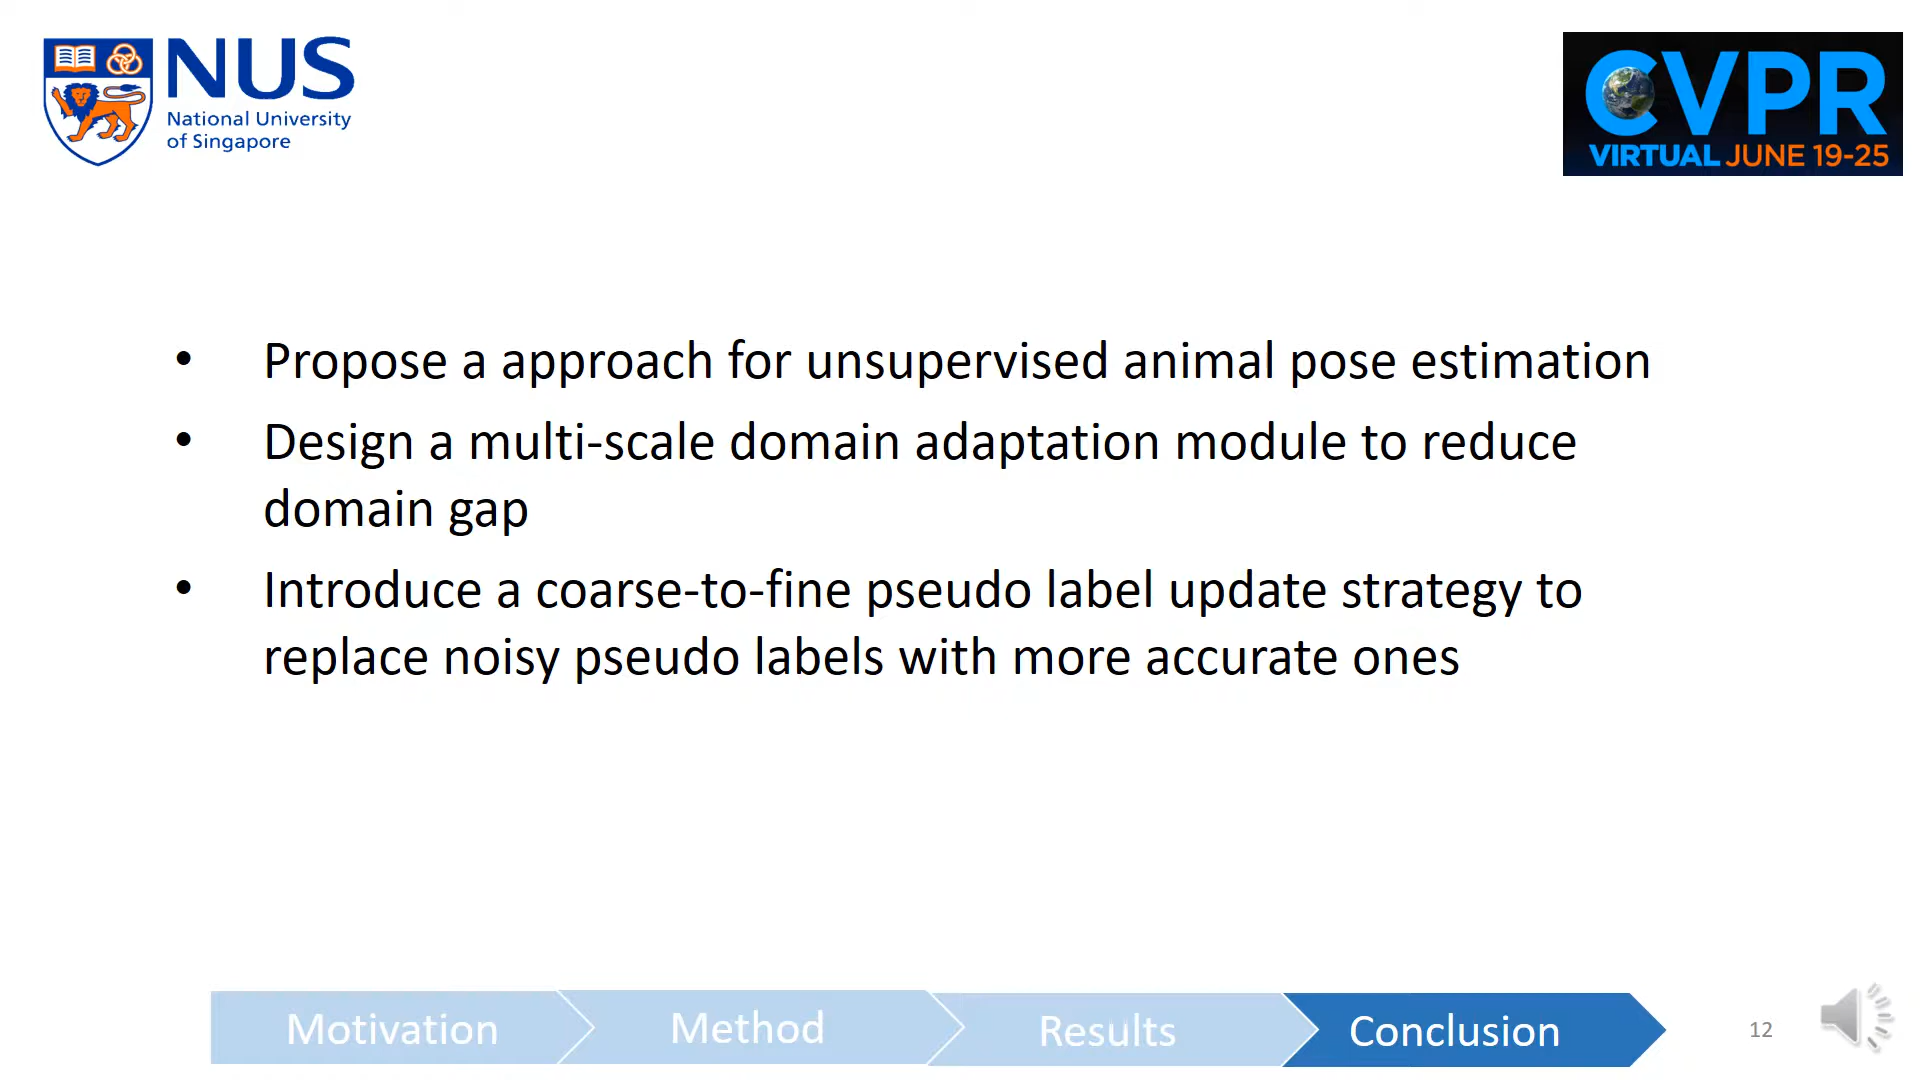 NUS
National University
of Singapore
CVPR
VIRTUAL JUNE 19-25
• Propose a approach for unsupervised animal pose estimation
• Design a multi-scale domain adaptation module to reduce
domain gap
• Introduce a coarse-to-fine pseudo label update strategy to
replace noisy pseudo labels with more accurate ones
Motivation
Method
Results
Conclusion
12